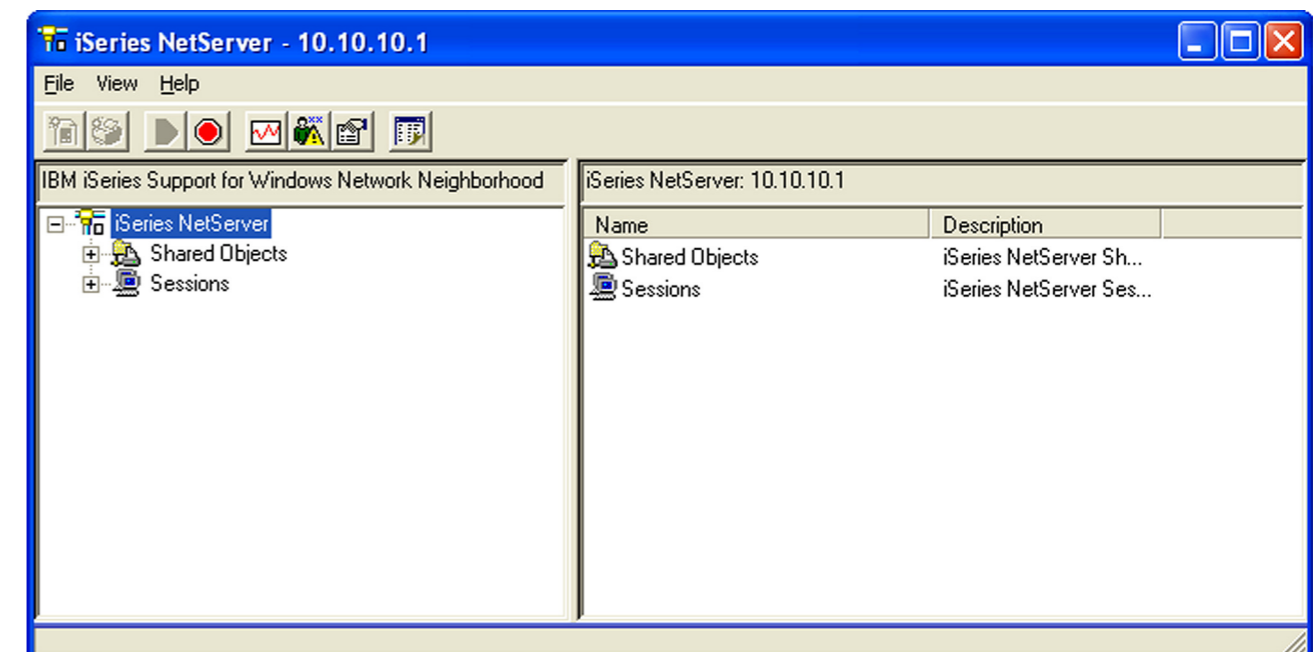 iSeries NetServer - 10.10.10.1
File View Help
IBM iSeries Support for Windows Network Neighborhood
iSeries NetServer: 10.10.10.1
iSeries NetServer
Shared Objects
Sessions
Name Description
Shared Objects iSeries NetServer Sh...
Sessions iSeries NetServer Ses...